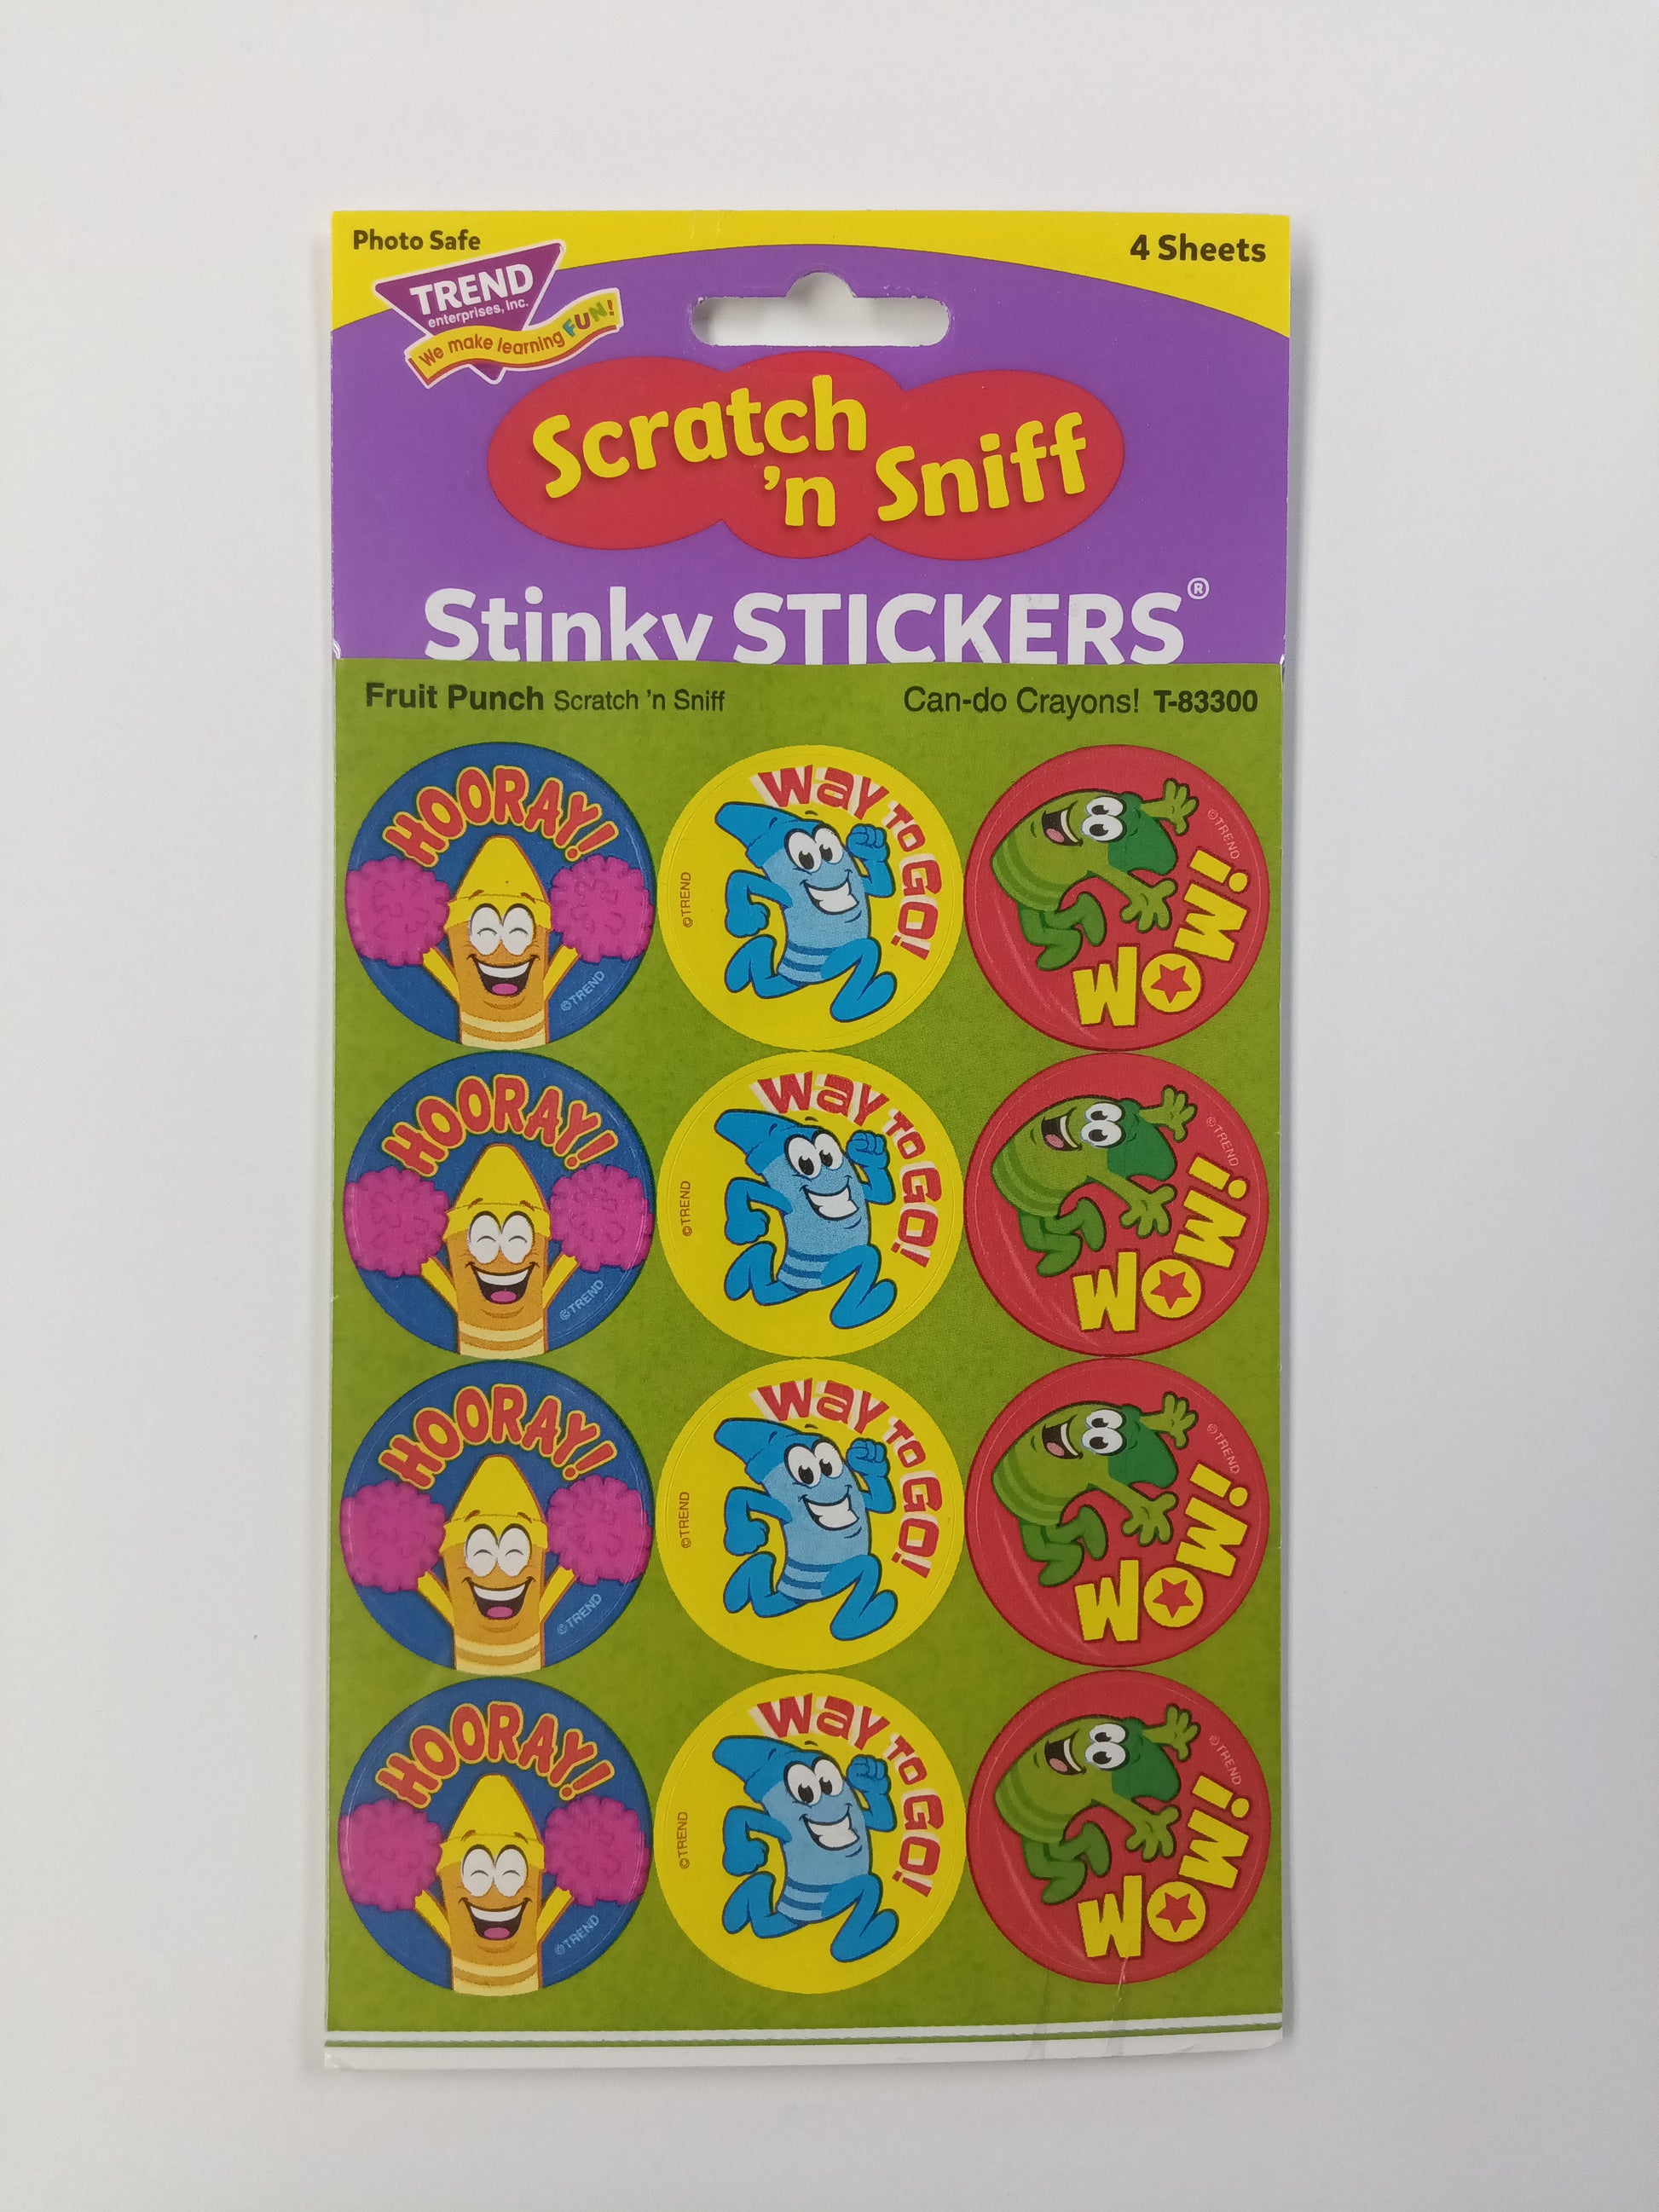 Photo Safe
4 Sheets
TREND
enterprises, Inc.
We make learning FUN!
Scratch
'n Sniff
Stinky STICKERS®
Fruit Punch Scratch 'n Sniff
Can-do Crayons! T-83300
HOORAY!
©TREND
WAY TO GO!
©TREND
WOW!
©TREND
HOORAY!
©TREND
WAY TO GO!
©TREND
WOW!
©TREND
HOORAY!
©TREND
WAY TO GO!
©TREND
WOW!
©TREND
HOORAY!
©TREND
WAY TO GO!
©TREND
WOW!
©TREND